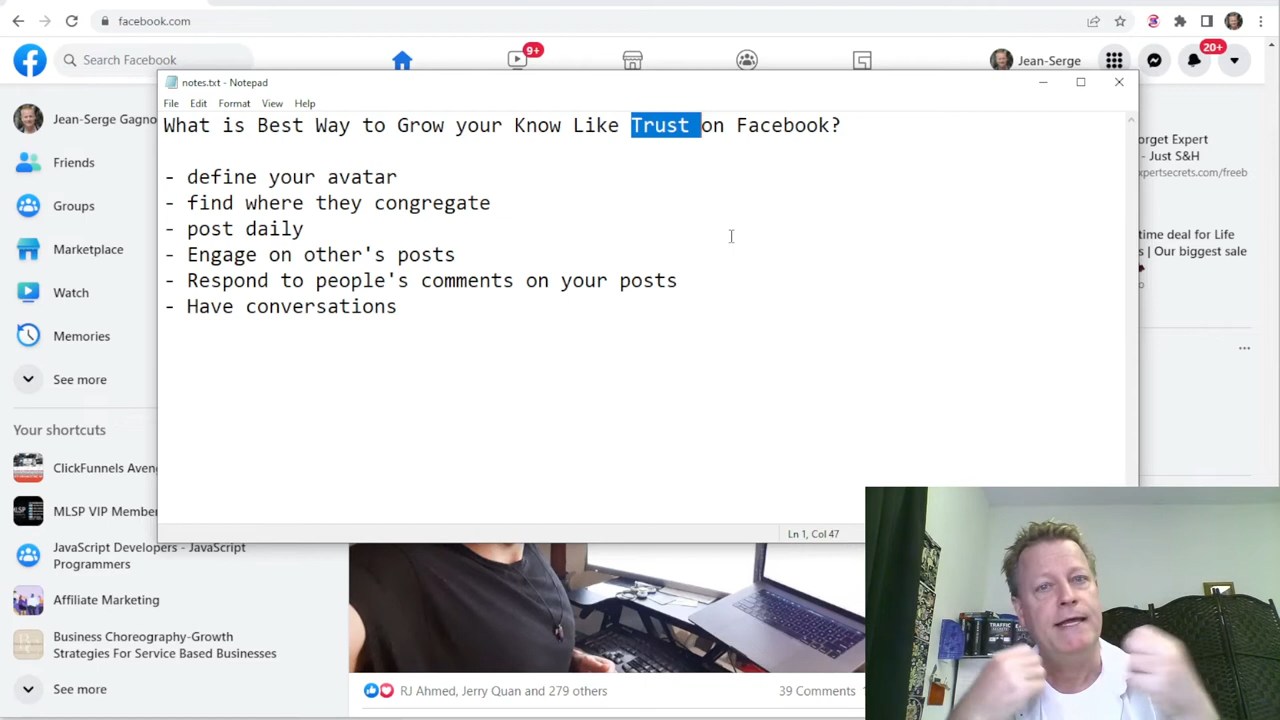 facebook.com
Search Facebook
9+
Jean-Serge
20+
notes.txt - Notepad
File Edit Format View Help
What is Best Way to Grow your Know Like Trust on Facebook?
- define your avatar
- find where they congregate
- post daily
- Engage on other's posts
- Respond to people's comments on your posts
- Have conversations
Ln 1, Col 47
Jean-Serge Gagno
Friends
Groups
Marketplace
Watch
Memories
See more
Your shortcuts
ClickFunnels Aven
MLSP VIP Member
JavaScript Developers - JavaScript
Programmers
Affiliate Marketing
Business Choreography-Growth
Strategies For Service Based Businesses
See more
orget Expert
- Just S&H
xpertsecrets.com/freeb
time deal for Life
| Our biggest sale
RJ Ahmed, Jerry Quan and 279 others
39 Comments
TRAFFIC
SECRETS